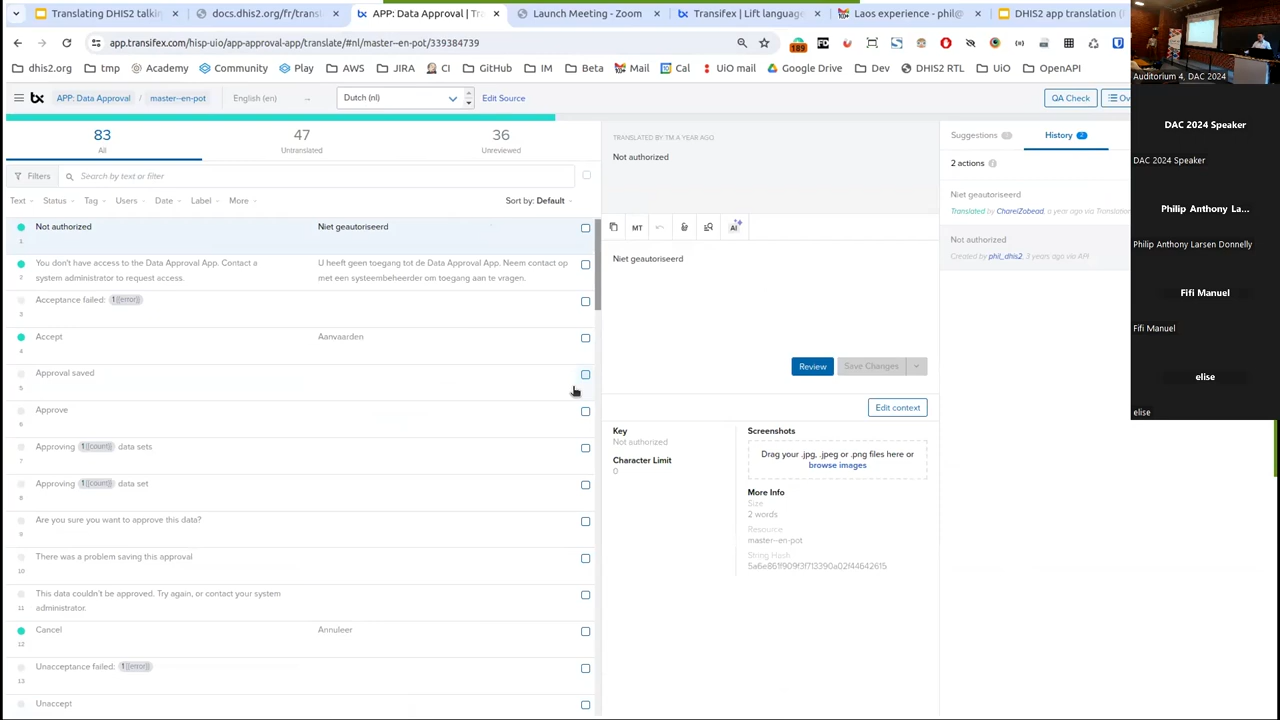 Translating DHIS2 talki
docs.dhis2.org/fr/from
APP: Data Approval | Tra
Launch Meeting - Zoom
Transifex | Lift languag
Laos experience - phil@
DHIS2 app translation (
app.transifex.com/hisp-uio/app-approval-app/translate/#nl/master--en-pot/339384739
189
dhis2.org
tmp
Academy
Community
Play
AWS
JIRA
CI
IM
Beta
Mail
Cal
UiO mail
Google Drive
Dev
DHIS2 RTL
UiO
OpenAPI
APP: Data Approval / master--en-pot
English (en) →
Dutch (nl)
Edit Source
QA Check
83
All
47
Untranslated
36
Unreviewed
Filters
Search by text or filter
Text
Status
Tag
Users
Date
Label
More
Sort by: Default
Not authorized
Niet geautoriseerd
1
You don't have access to the Data Approval App. Contact a
system administrator to request access.
U heeft geen toegang tot de Data Approval App. Neem contact op
met een systeembeheerder om toegang aan te vragen.
2
Acceptance failed: 1{{error}}
3
Accept
Aanvaarden
4
Approval saved
5
Approve
6
Approving 1{{count}} data sets
7
Approving 1{{count}} data set
8
Are you sure you want to approve this data?
9
There was a problem saving this approval
10
This data couldn't be approved. Try again, or contact your system
administrator.
11
Cancel
Annuleer
12
Unacceptance failed: 1{{error}}
13
Unaccept
TRANSLATED BY TM A YEAR AGO
Not authorized
MT
AI
Niet geautoriseerd
Review
Save Changes
Edit context
Key
Not authorized
Character Limit
0
Screenshots
Drag your .jpg, .jpeg or .png files here or
browse images
More Info
Size
2 words
Resource
master--en-pot
String Hash
5a6e861f909f3f713390a02f44642615
Suggestions
History 2
2 actions
Niet geautoriseerd
Translated by CharelZobead, a year ago via Translation
Not authorized
Created by phil_dhis2, 3 years ago via API
Auditorium 4, DAC 2024
DAC 2024 Speaker
DAC 2024 Speaker
Philip Anthony La...
Philip Anthony Larsen Donnelly
Fifi Manuel
Fifi Manuel
elise
elise